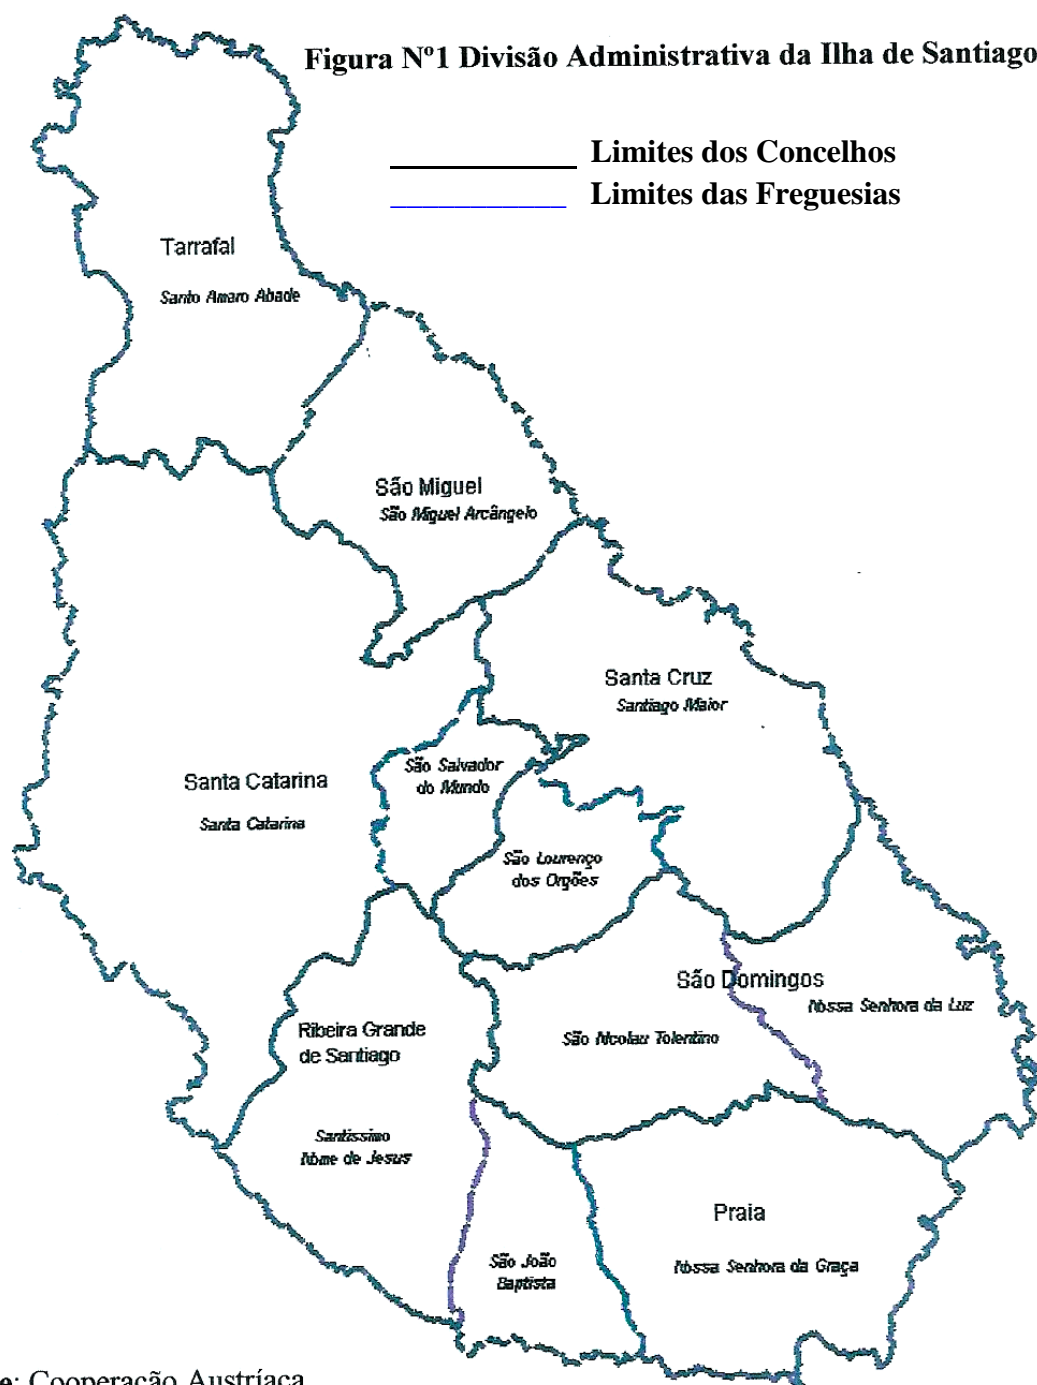 Figura Nº1 Divisão Administrativa da Ilha de Santiago
Limites dos Concelhos
Limites das Freguesias
Tarrafal
Santo Amaro Abade
São Miguel
São Miguel Arcângelo
Santa Cruz
Santiago Maior
São Salvador
do Mundo
Santa Catarina
Santa Catarina
São Lourenço
dos Orgões
São Domingos
Nossa Senhora da Luz
São Nicolau Tolentino
Ribeira Grande
de Santiago
Santíssimo
Nome de Jesus
Praia
Nossa Senhora da Graça
São João
Baptista
e: Cooperação Austríaca